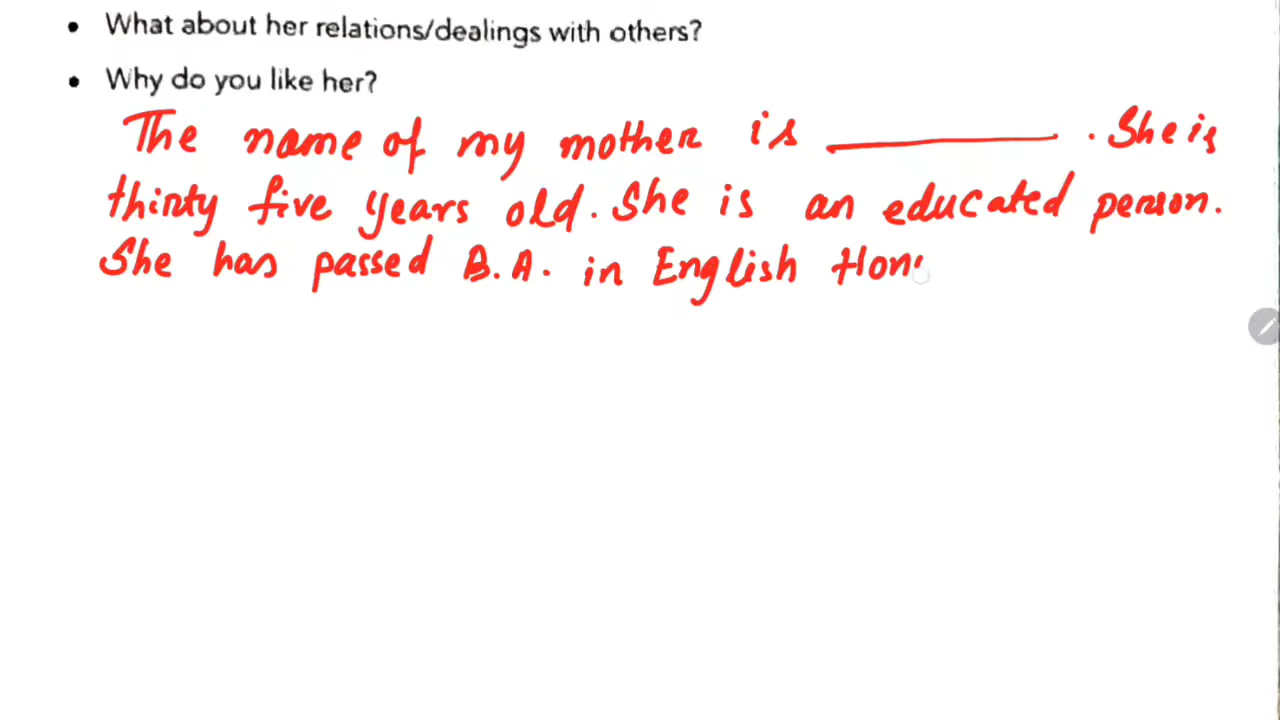 • What about her relations/dealings with others?
• Why do you like her?
The name of my mother is ________ . She is
thirty five years old. She is an educated person.
She has passed B.A. in English Hon